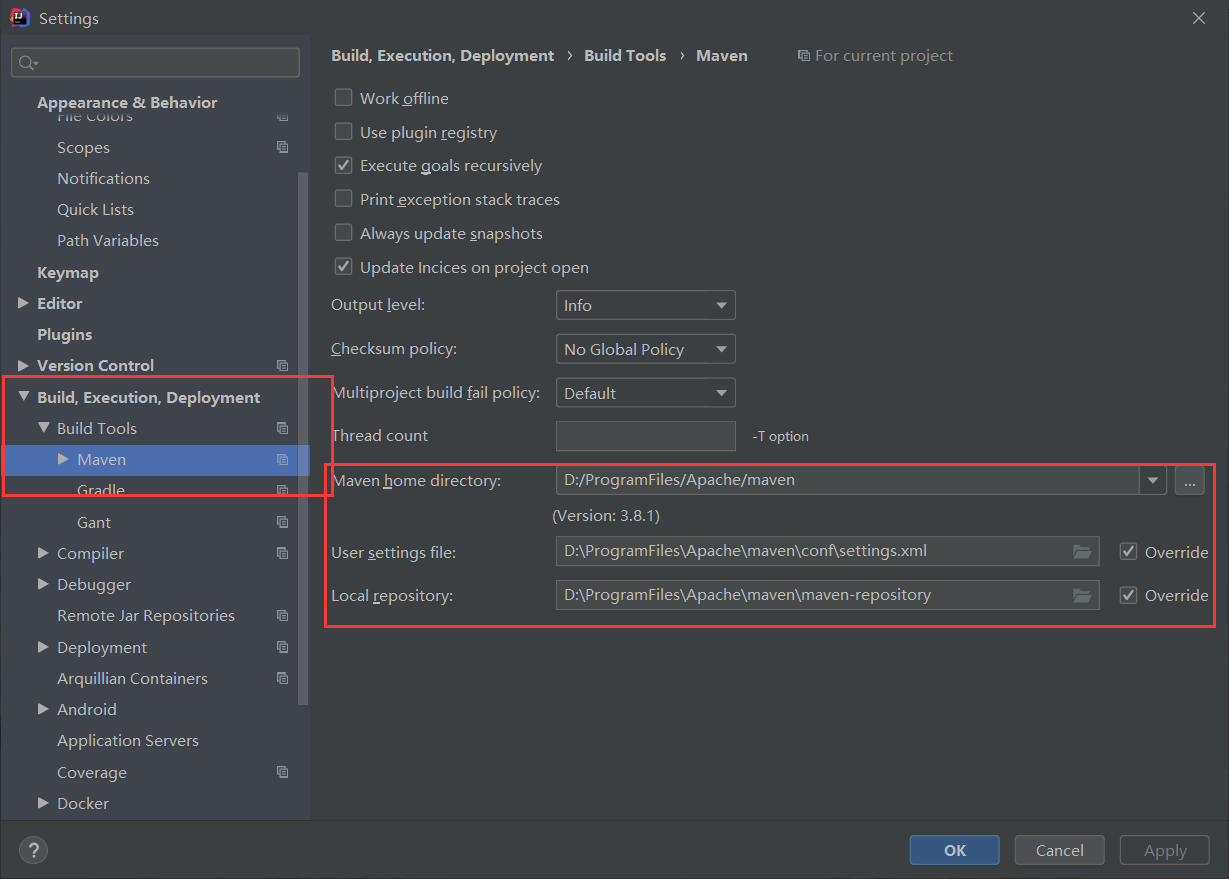 Settings
Build, Execution, Deployment › Build Tools › Maven For current project
Appearance & Behavior
File Colors
Scopes
Notifications
Quick Lists
Path Variables
Keymap
Editor
Plugins
Version Control
Build, Execution, Deployment
Build Tools
Maven
Gradle
Gant
Compiler
Debugger
Remote Jar Repositories
Deployment
Arquillian Containers
Android
Application Servers
Coverage
Docker
Work offline
Use plugin registry
Execute goals recursively
Print exception stack traces
Always update snapshots
Update Incices on project open
Output level: Info
Checksum policy: No Global Policy
Multiproject build fail policy: Default
Thread count -T option
Maven home directory: D:/ProgramFiles/Apache/maven ...
(Version: 3.8.1)
User settings file: D:\ProgramFiles\Apache\maven\conf\settings.xml Override
Local repository: D:\ProgramFiles\Apache\maven\maven-repository Override
? OK Cancel Apply